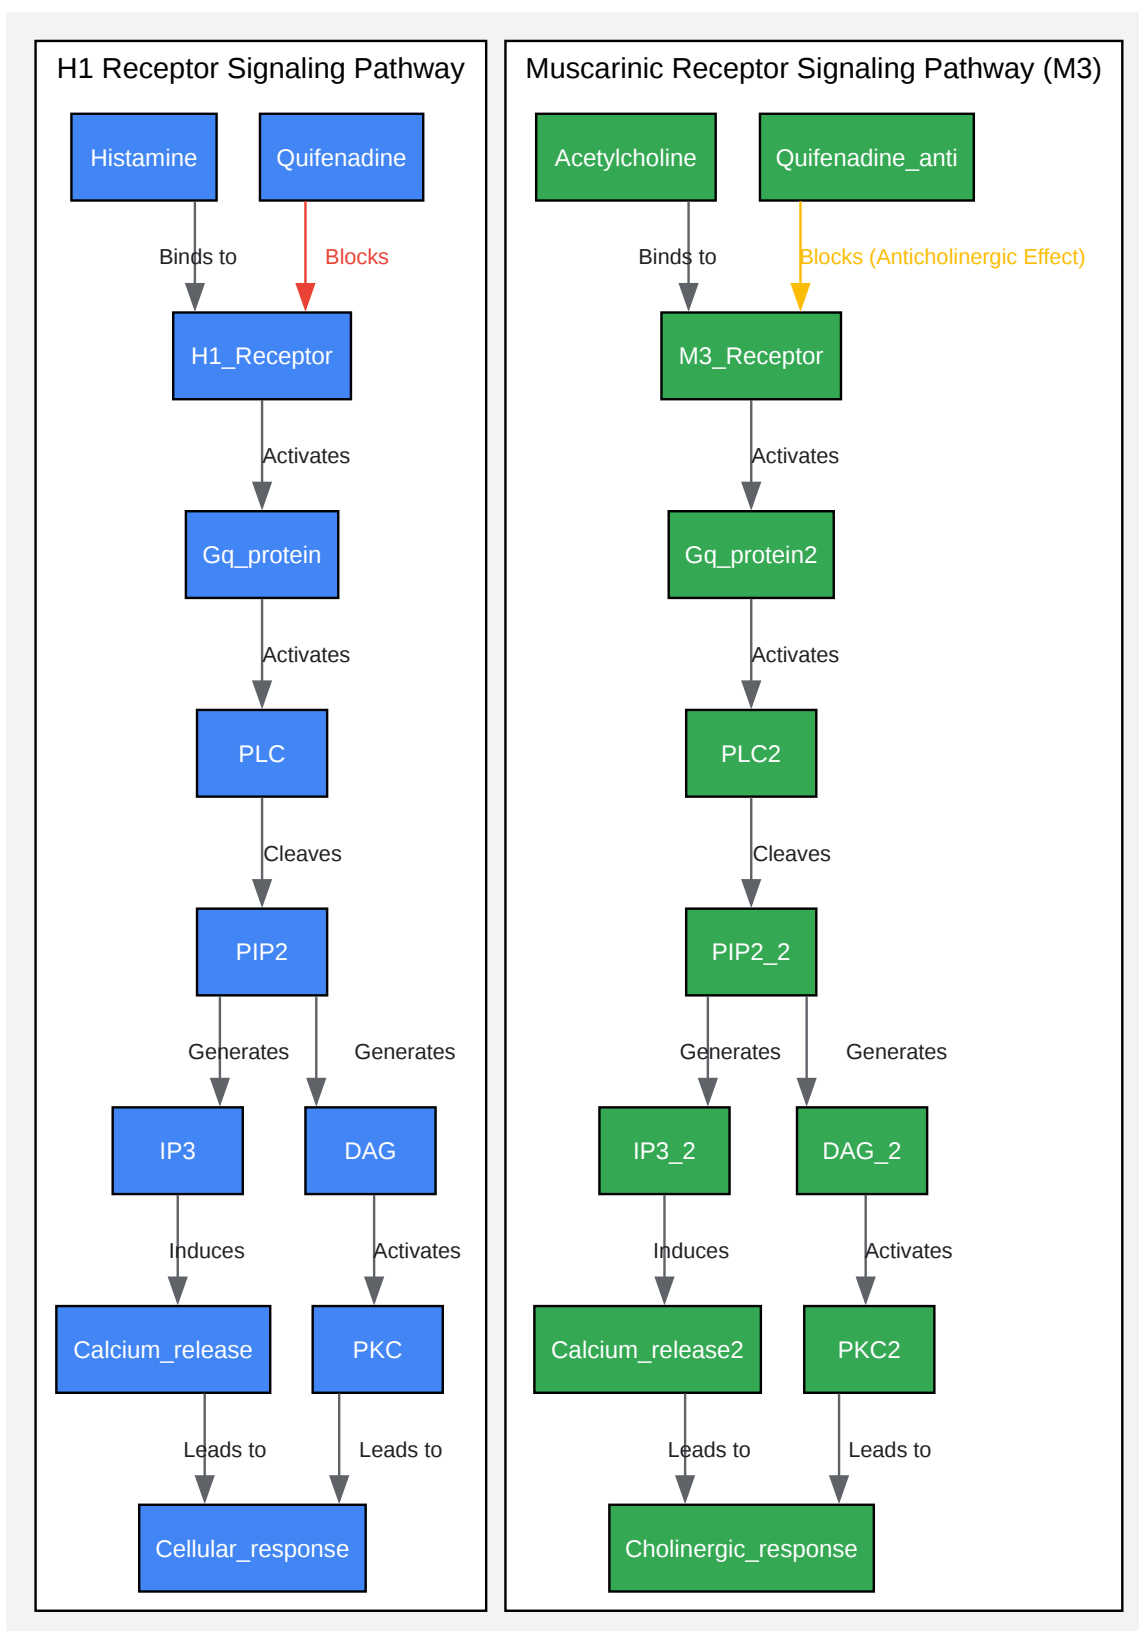 H1 Receptor Signaling Pathway
Histamine
Quifenadine
Binds to
Blocks
H1_Receptor
Activates
Gq_protein
Activates
PLC
Cleaves
PIP2
Generates
Generates
IP3
DAG
Induces
Activates
Calcium_release
PKC
Leads to
Leads to
Cellular_response
Muscarinic Receptor Signaling Pathway (M3)
Acetylcholine
Quifenadine_anti
Binds to
Blocks (Anticholinergic Effect)
M3_Receptor
Activates
Gq_protein2
Activates
PLC2
Cleaves
PIP2_2
Generates
Generates
IP3_2
DAG_2
Induces
Activates
Calcium_release2
PKC2
Leads to
Leads to
Cholinergic_response